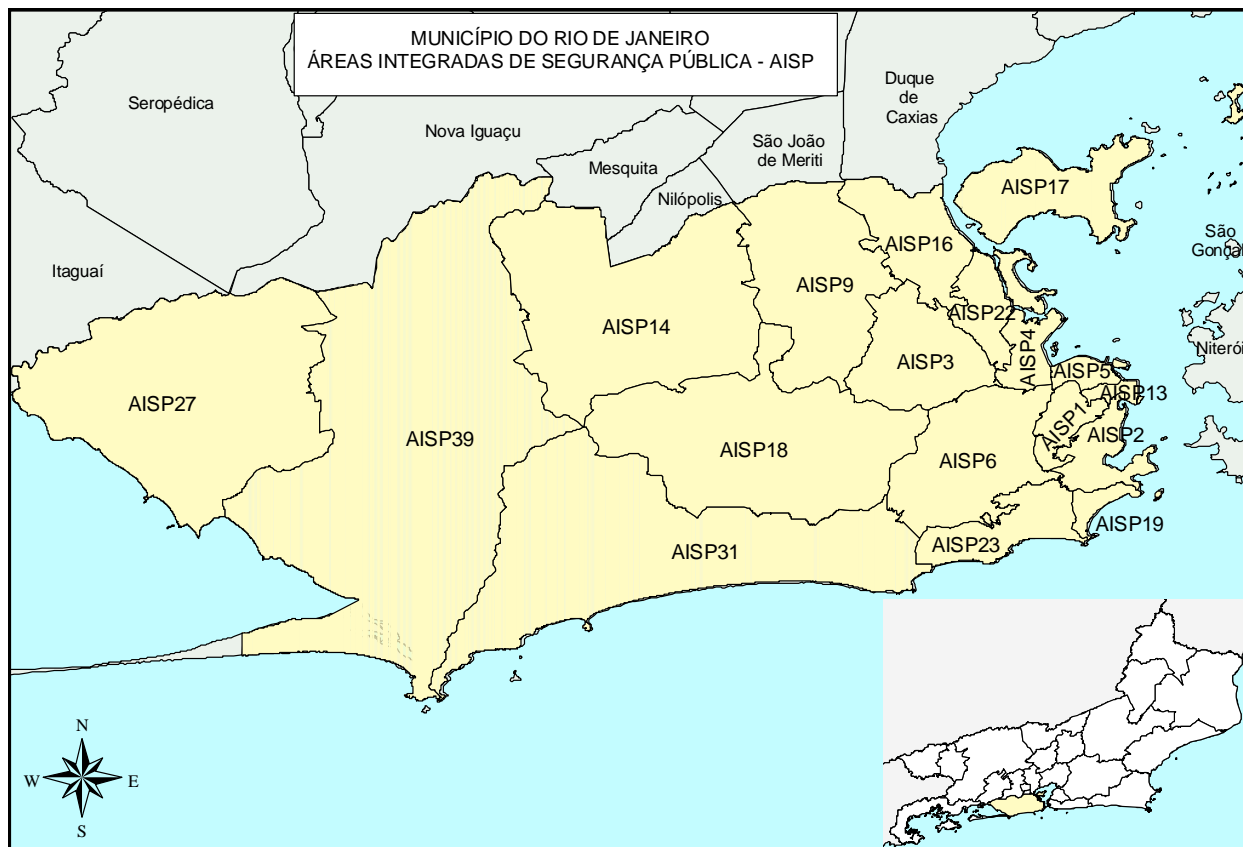 MUNICÍPIO DO RIO DE JANEIRO
ÁREAS INTEGRADAS DE SEGURANÇA PÚBLICA - AISP
Duque
de
Caxias
Seropédica
Nova Iguaçu
São João
de Meriti
Mesquita
Nilópolis
AISP17
São
Gonçal
AISP16
Itaguaí
AISP9
AISP22
AISP14
AISP4
AISP3
Niterói
AISP5
AISP13
AISP27
AISP1
AISP2
AISP39
AISP18
AISP6
AISP19
AISP31
AISP23
N
W
E
S